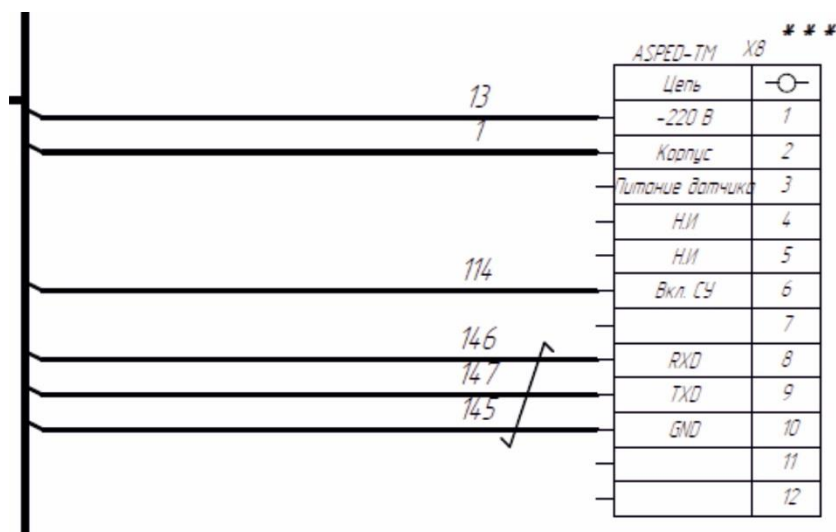 * * *
ASPED-TM X8
Цепь
13 ~220 В 1
1 Корпус 2
Питание датчика 3
Н.И 4
Н.И 5
114 Вкл. СУ 6
7
146 RXD 8
147 TXD 9
145 GND 10
11
12